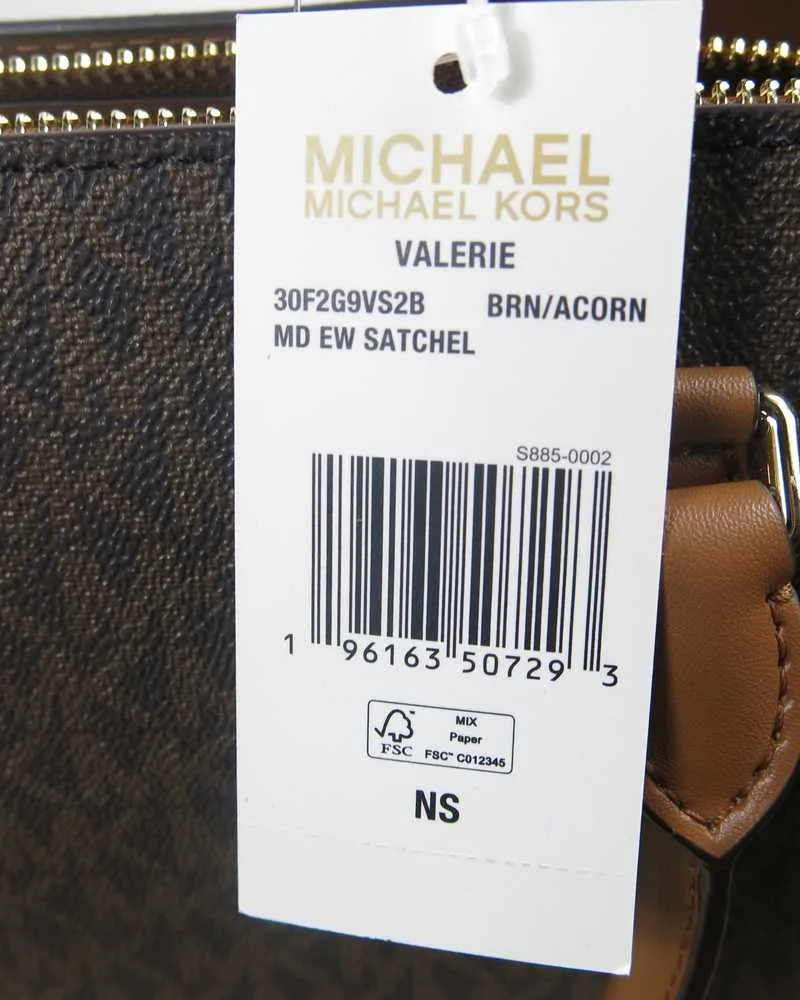 MICHAEL
MICHAEL KORS
VALERIE
30F2G9VS2B BRN/ACORN
MD EW SATCHEL
S885-0002
1 96163 50729 3
FSC
MIX
Paper
FSC™ C012345
NS